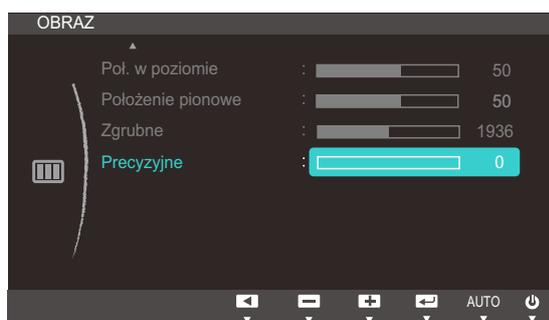 OBRAZ
Poł. w poziomie : 50
Położenie pionowe : 50
Zgrubne : 1936
Precyzyjne : 0
AUTO